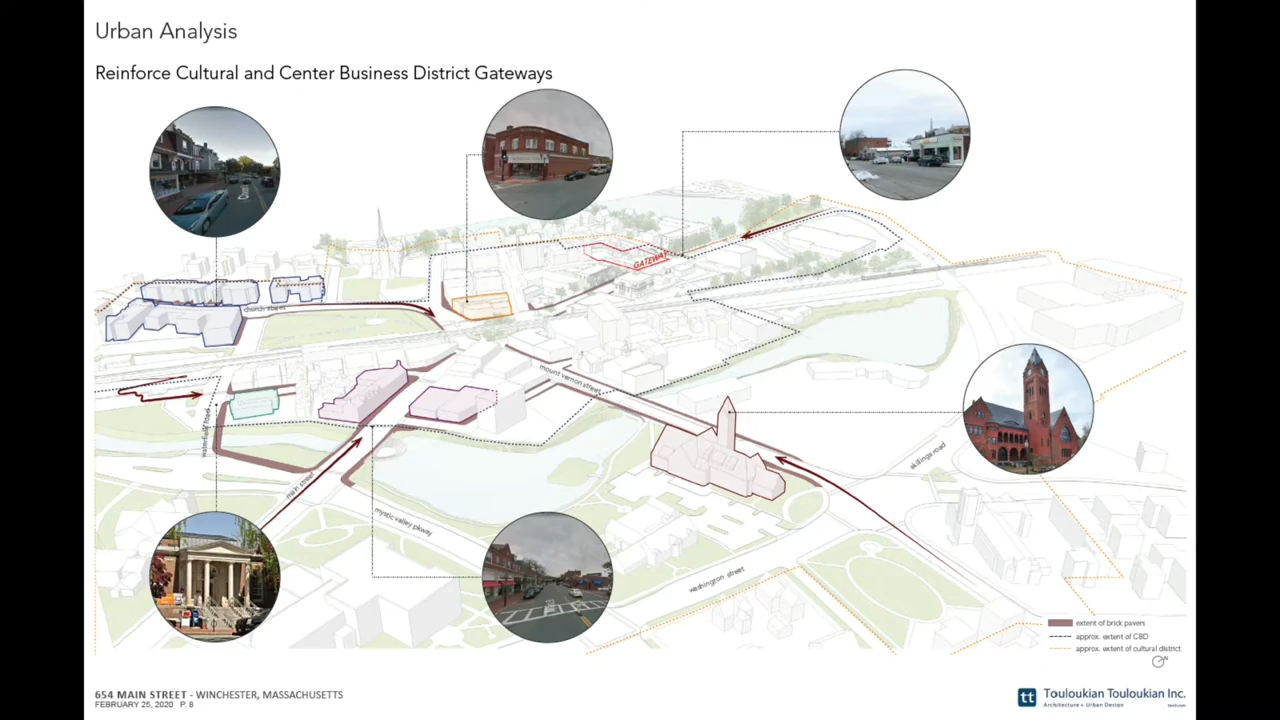 Urban Analysis
Reinforce Cultural and Center Business District Gateways
GATEWAY
church street
mount vernon street
waterfield road
main street
mystic valley pkwy
skillings road
washington street
extent of brick pavers
approx. extent of CBD
approx. extent of cultural district
N
654 MAIN STREET - WINCHESTER, MASSACHUSETTS
FEBRUARY 25, 2020 P. 8
tt
Touloukian Touloukian Inc.
Architecture + Urban Design